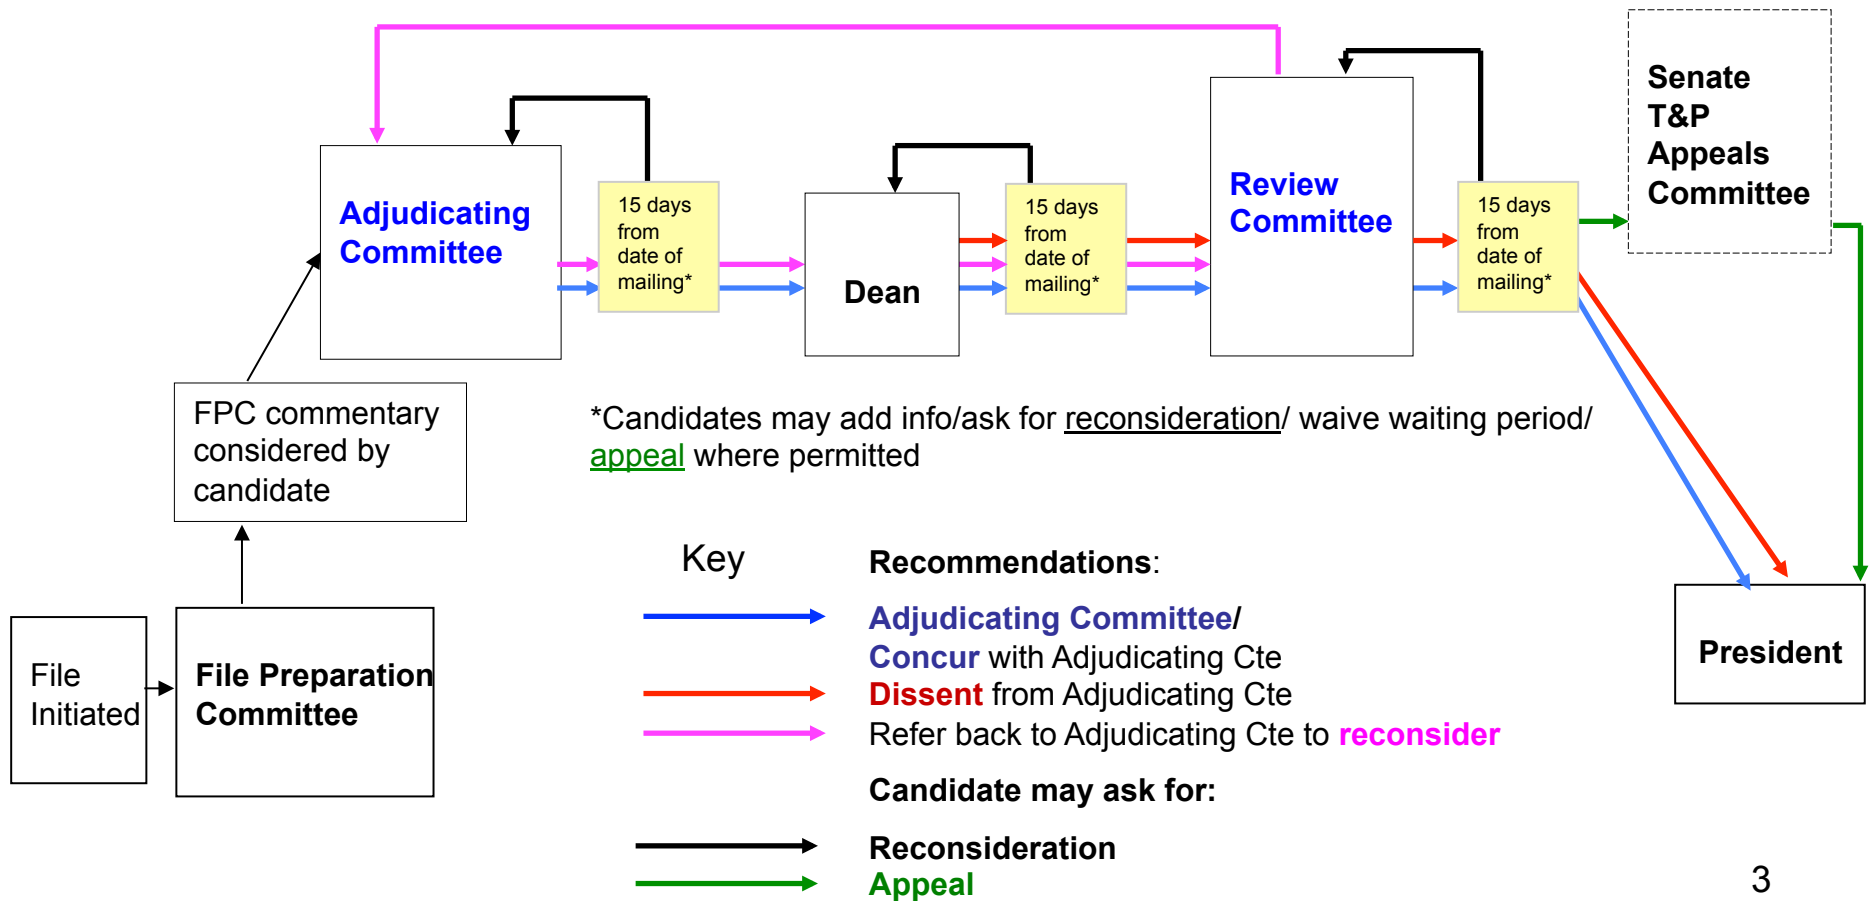 Senate
T&P
Appeals
Committee
Adjudicating
Committee
15 days
from
date of
mailing*
Dean
15 days
from
date of
mailing*
Review
Committee
15 days
from
date of
mailing*
FPC commentary
considered by
candidate
*Candidates may add info/ask for reconsideration/ waive waiting period/
appeal where permitted
File
Initiated
File Preparation
Committee
President
Key
Recommendations:
Adjudicating Committee/
Concur with Adjudicating Cte
Dissent from Adjudicating Cte
Refer back to Adjudicating Cte to reconsider
Candidate may ask for:
Reconsideration
Appeal
3